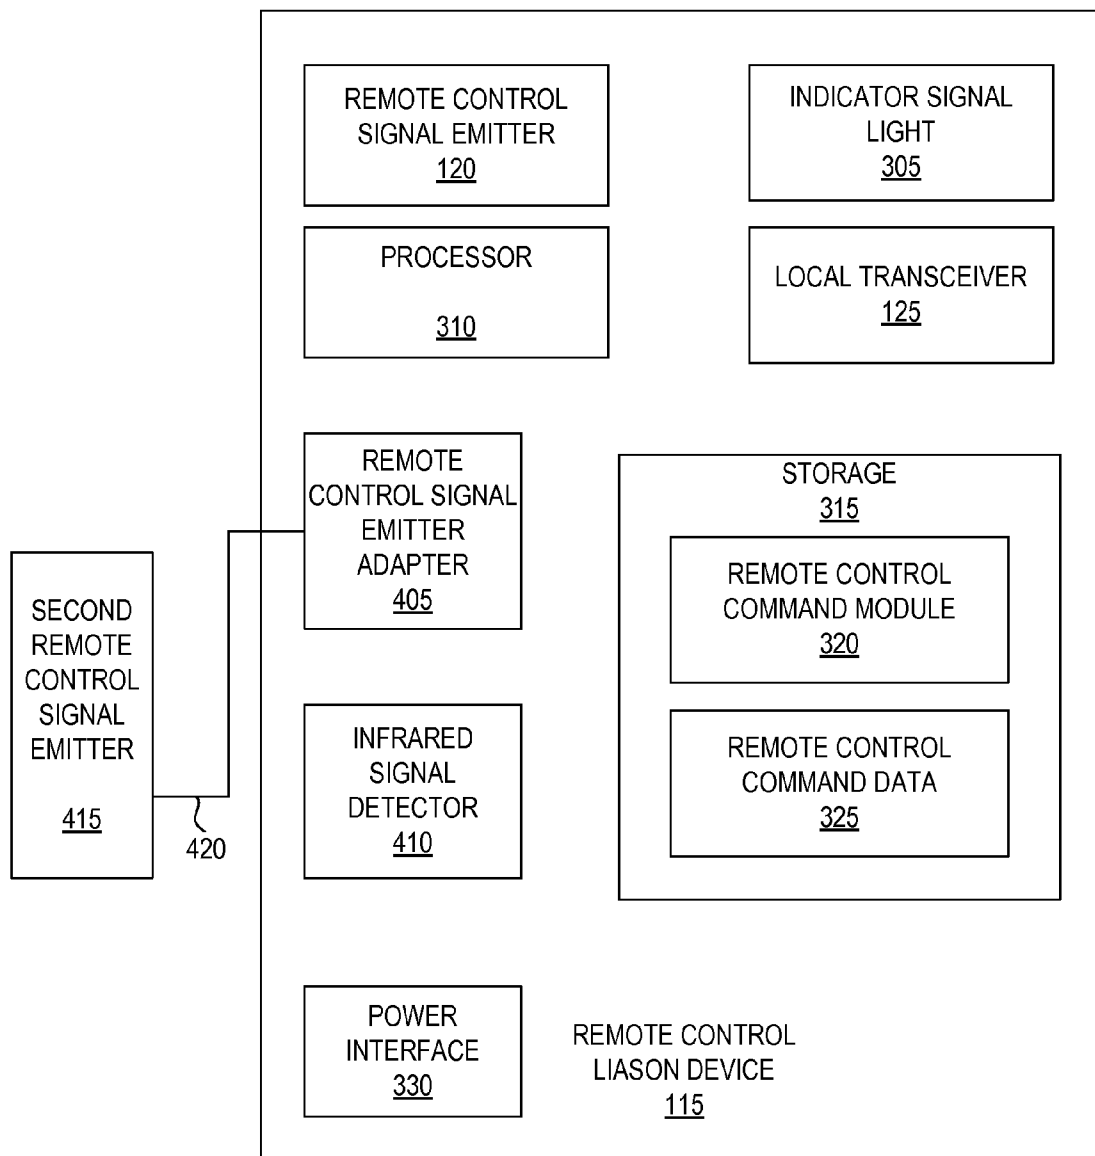 REMOTE CONTROL
SIGNAL EMITTER
120
INDICATOR SIGNAL
LIGHT
305
PROCESSOR
310
LOCAL TRANSCEIVER
125
REMOTE
CONTROL SIGNAL
EMITTER
ADAPTER
405
STORAGE
315
REMOTE CONTROL
COMMAND MODULE
320
REMOTE CONTROL
COMMAND DATA
325
SECOND
REMOTE
CONTROL
SIGNAL
EMITTER
415
420
INFRARED
SIGNAL
DETECTOR
410
POWER
INTERFACE
330
REMOTE CONTROL
LIASON DEVICE
115